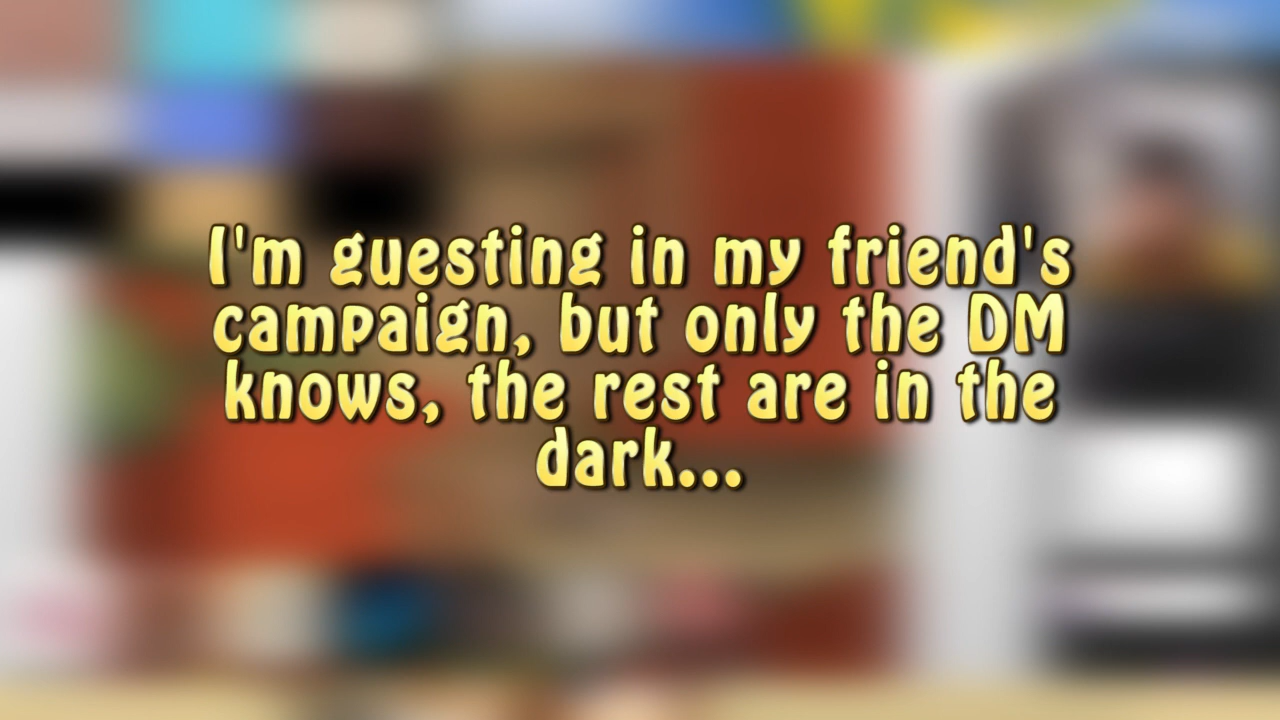 I'm guesting in my friend's
campaign, but only the DM
knows, the rest are in the
dark...